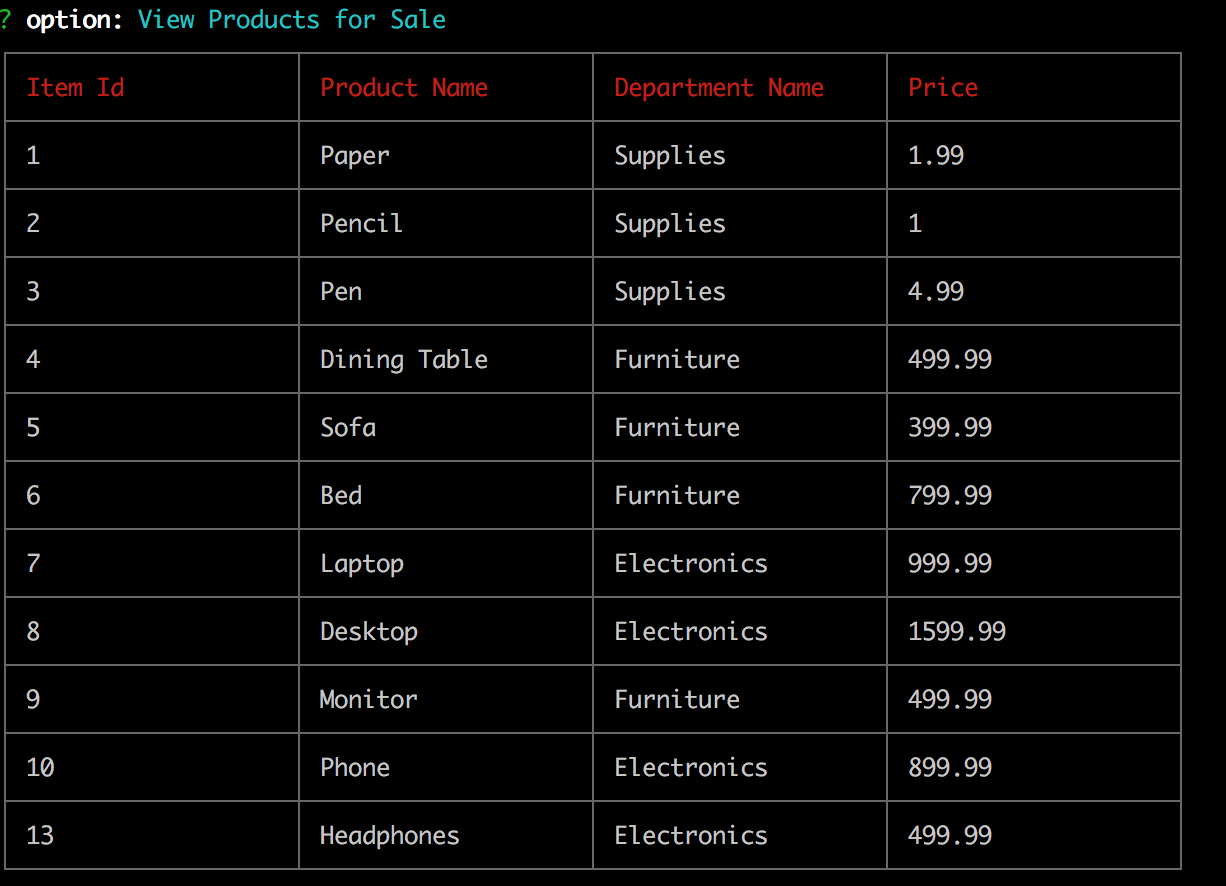 ? option: View Products for Sale
Item Id Product Name Department Name Price
1 Paper Supplies 1.99
2 Pencil Supplies 1
3 Pen Supplies 4.99
4 Dining Table Furniture 499.99
5 Sofa Furniture 399.99
6 Bed Furniture 799.99
7 Laptop Electronics 999.99
8 Desktop Electronics 1599.99
9 Monitor Furniture 499.99
10 Phone Electronics 899.99
13 Headphones Electronics 499.99